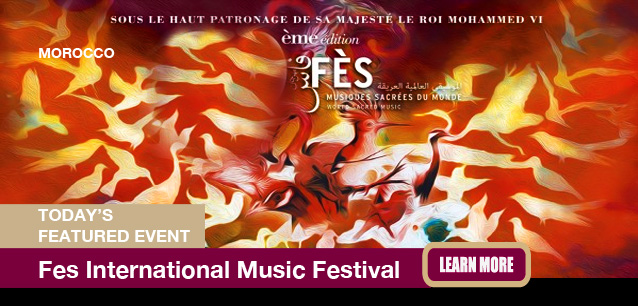 SOUS LE HAUT PATRONAGE DE SA MAJESTÉ LE ROI MOHAMMED VI
ème édition
MOROCCO
FÈS
الموسيقى العالمية العريقة
MUSIQUES SACRÉES DU MONDE
WORLD SACRED MUSIC
TODAY'S
FEATURED EVENT
Fes International Music Festival
LEARN MORE